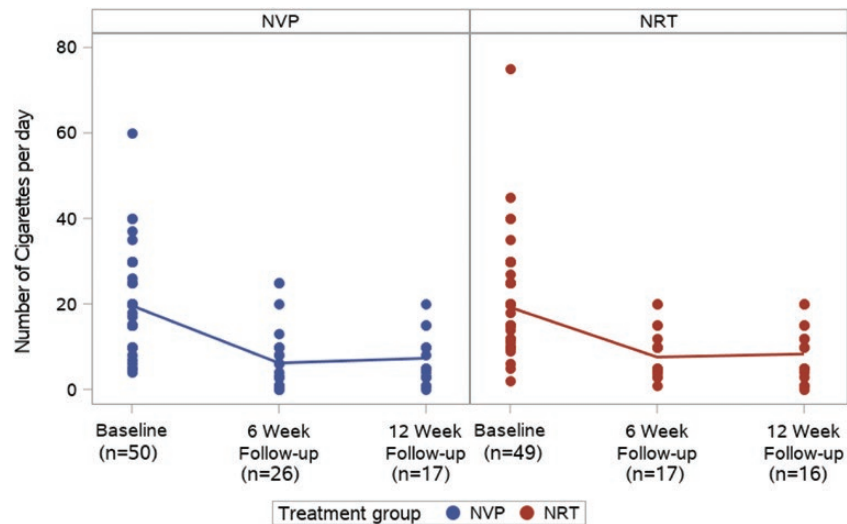 NVP
NRT
Number of Cigarettes per day
80
60
40
20
0
Baseline
(n=50)
6 Week
Follow-up
(n=26)
12 Week
Follow-up
(n=17)
Baseline
(n=49)
6 Week
Follow-up
(n=17)
12 Week
Follow-up
(n=16)
Treatment group NVP NRT